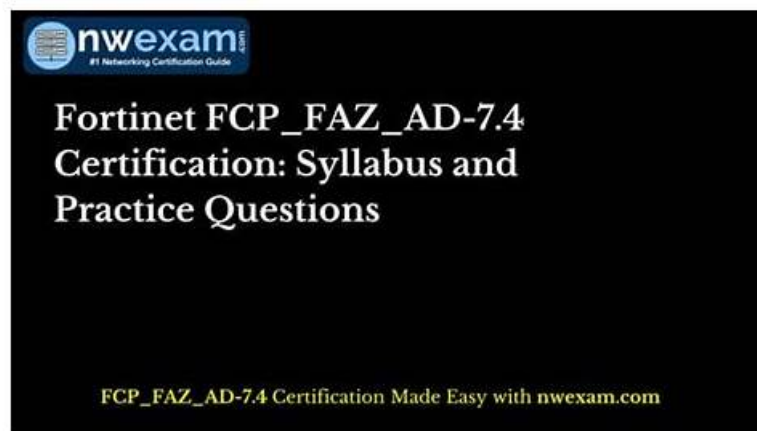 nwexam
.com
#1 Networking Certification Guide
Fortinet FCP_FAZ_AD-7.4
Certification: Syllabus and
Practice Questions
FCP_FAZ_AD-7.4 Certification Made Easy with nwexam.com